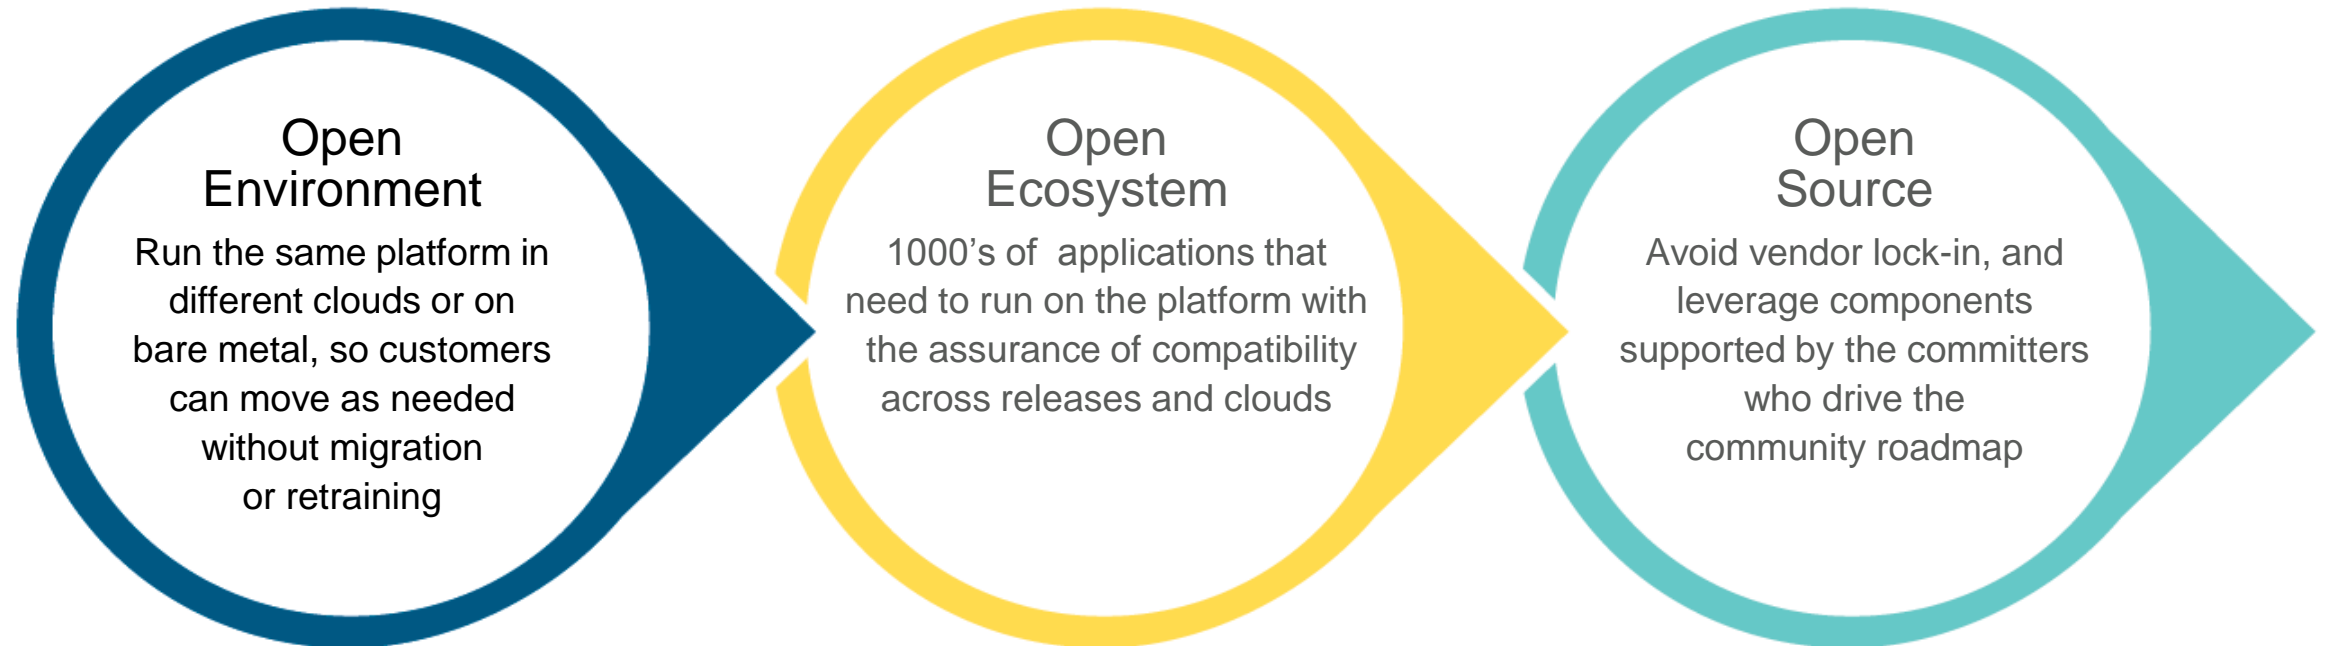 Open
Environment
Run the same platform in
different clouds or on
bare metal, so customers
can move as needed
without migration
or retraining
Open
Ecosystem
1000’s of  applications that
need to run on the platform with
the assurance of compatibility
across releases and clouds
Open
Source
Avoid vendor lock-in, and
leverage components
supported by the committers
who drive the
community roadmap